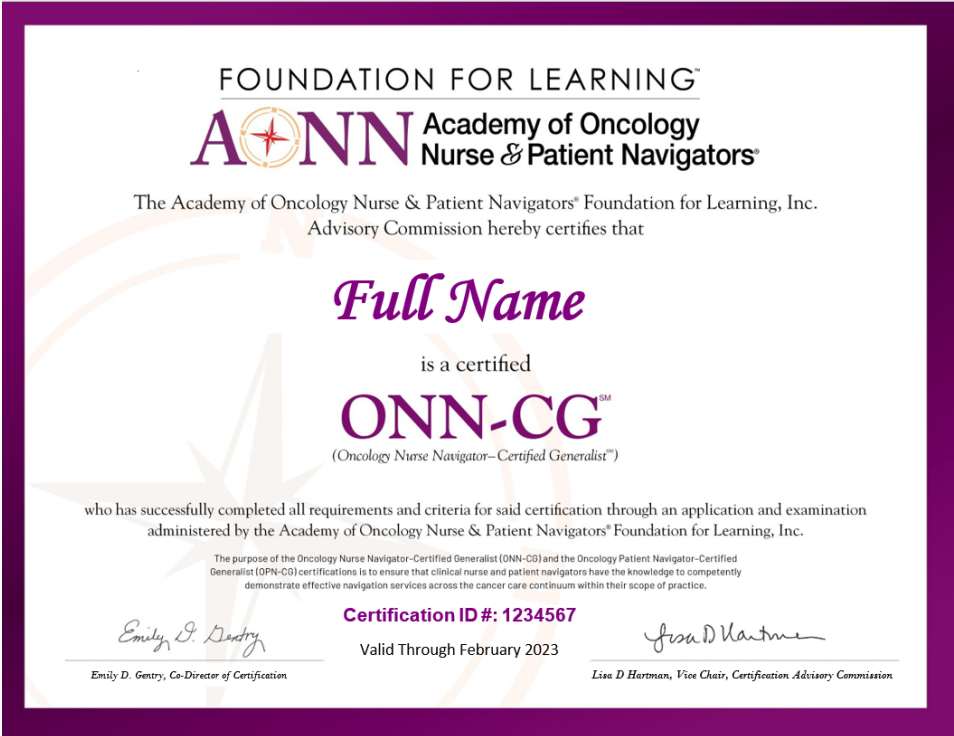 FOUNDATION FOR LEARNING™
AONN Academy of Oncology
Nurse & Patient Navigators®
The Academy of Oncology Nurse & Patient Navigators® Foundation for Learning, Inc.
Advisory Commission hereby certifies that
Full Name
is a certified
ONN-CG℠
(Oncology Nurse Navigator–Certified Generalist℠)
who has successfully completed all requirements and criteria for said certification through an application and examination
administered by the Academy of Oncology Nurse & Patient Navigators® Foundation for Learning, Inc.
The purpose of the Oncology Nurse Navigator–Certified Generalist (ONN-CG) and the Oncology Patient Navigator–Certified
Generalist (OPN-CG) certifications is to ensure that clinical nurse and patient navigators have the knowledge to competently
demonstrate effective navigation services across the cancer care continuum within their scope of practice.
Certification ID #: 1234567
Valid Through February 2023
Emily D. Gentry
Lisa D Hartman
Emily D. Gentry, Co-Director of Certification
Lisa D Hartman, Vice Chair, Certification Advisory Commission